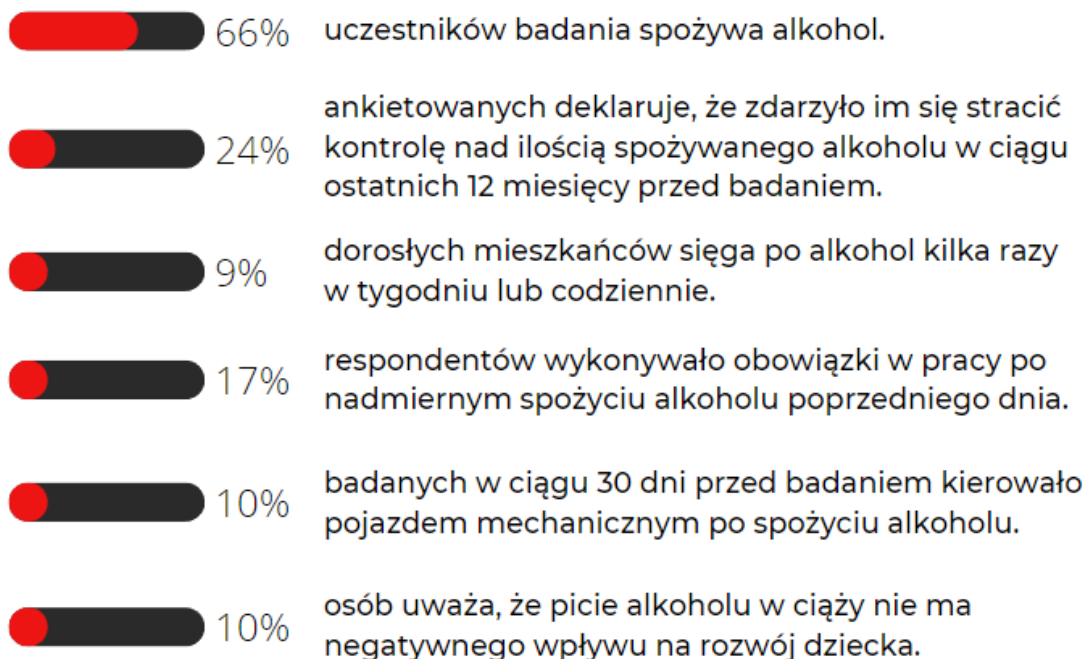 66% uczestników badania spożywa alkohol.
ankietowanych deklaruje, że zdarzyło im się stracić
24% kontrolę nad ilością spożywanego alkoholu w ciągu
ostatnich 12 miesięcy przed badaniem.
9% dorosłych mieszkańców sięga po alkohol kilka razy
w tygodniu lub codziennie.
17% respondentów wykonywało obowiązki w pracy po
nadmiernym spożyciu alkoholu poprzedniego dnia.
10% badanych w ciągu 30 dni przed badaniem kierowało
pojazdem mechanicznym po spożyciu alkoholu.
10% osób uważa, że picie alkoholu w ciąży nie ma
negatywnego wpływu na rozwój dziecka.